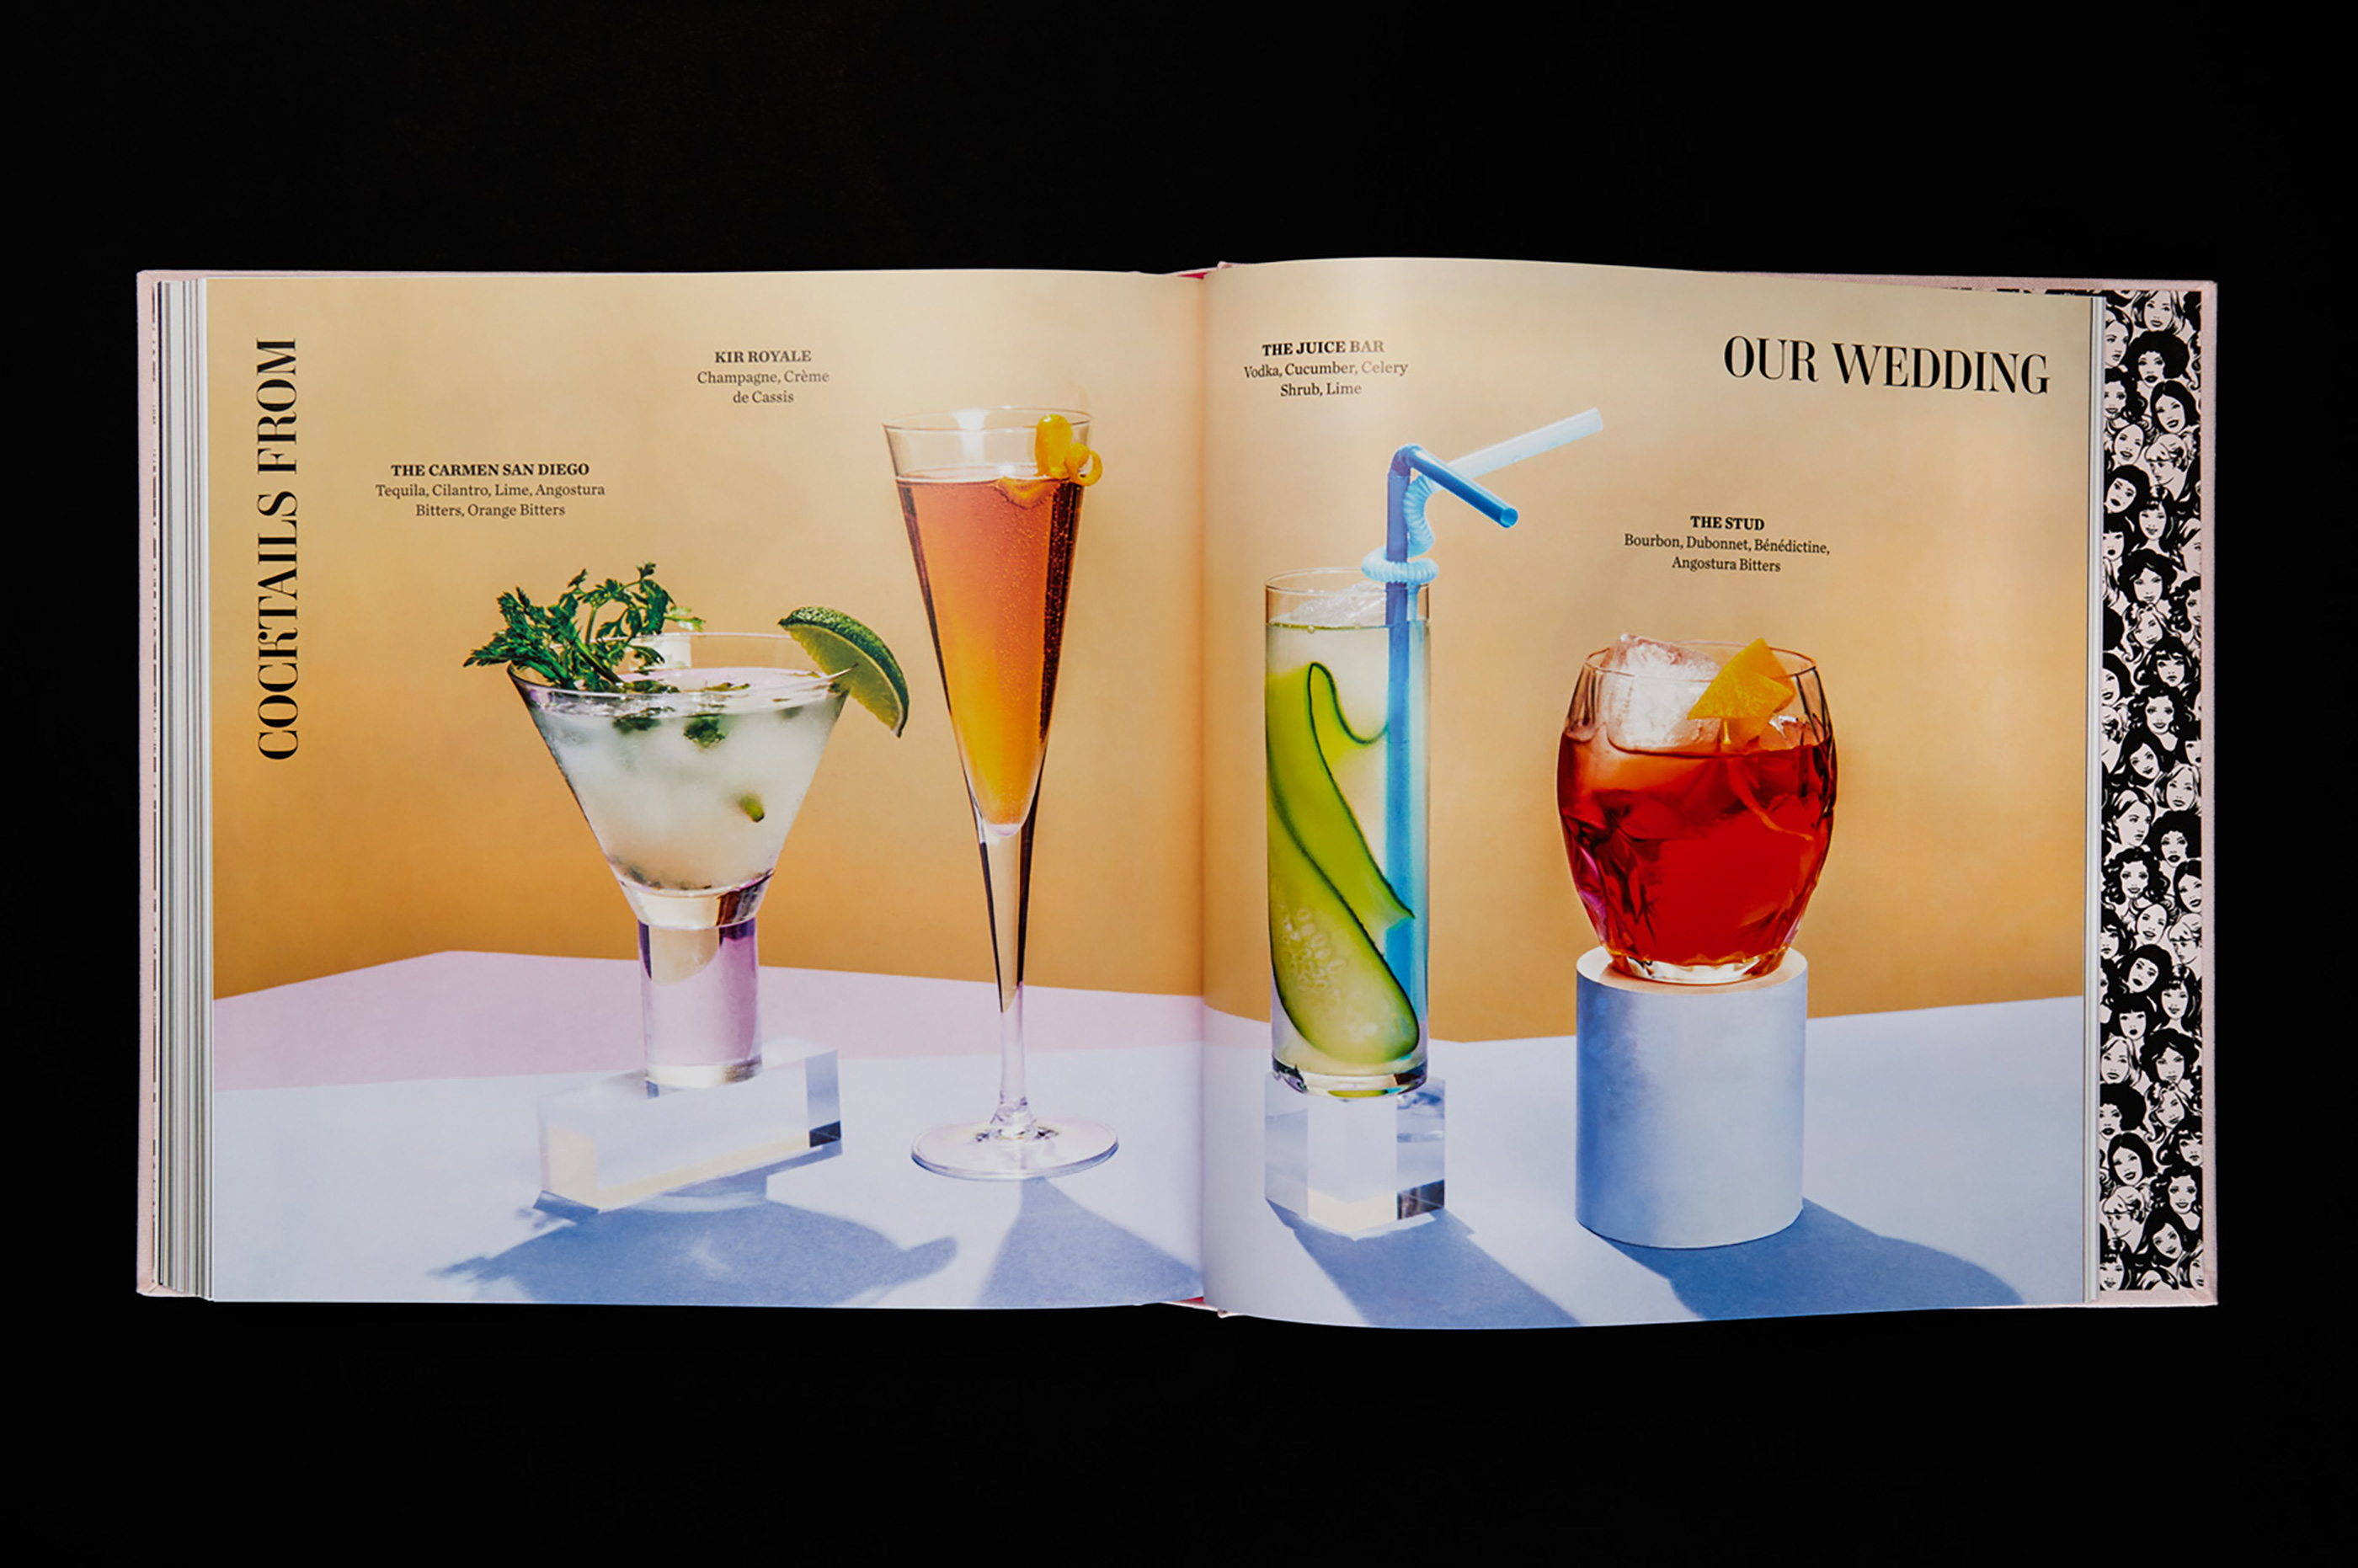 COCKTAILS FROM
THE CARMEN SAN DIEGO
Tequila, Cilantro, Lime, Angostura
Bitters, Orange Bitters
KIR ROYALE
Champagne, Crème
de Cassis
THE JUICE BAR
Vodka, Cucumber, Celery
Shrub, Lime
OUR WEDDING
THE STUD
Bourbon, Dubonnet, Bénédictine,
Angostura Bitters